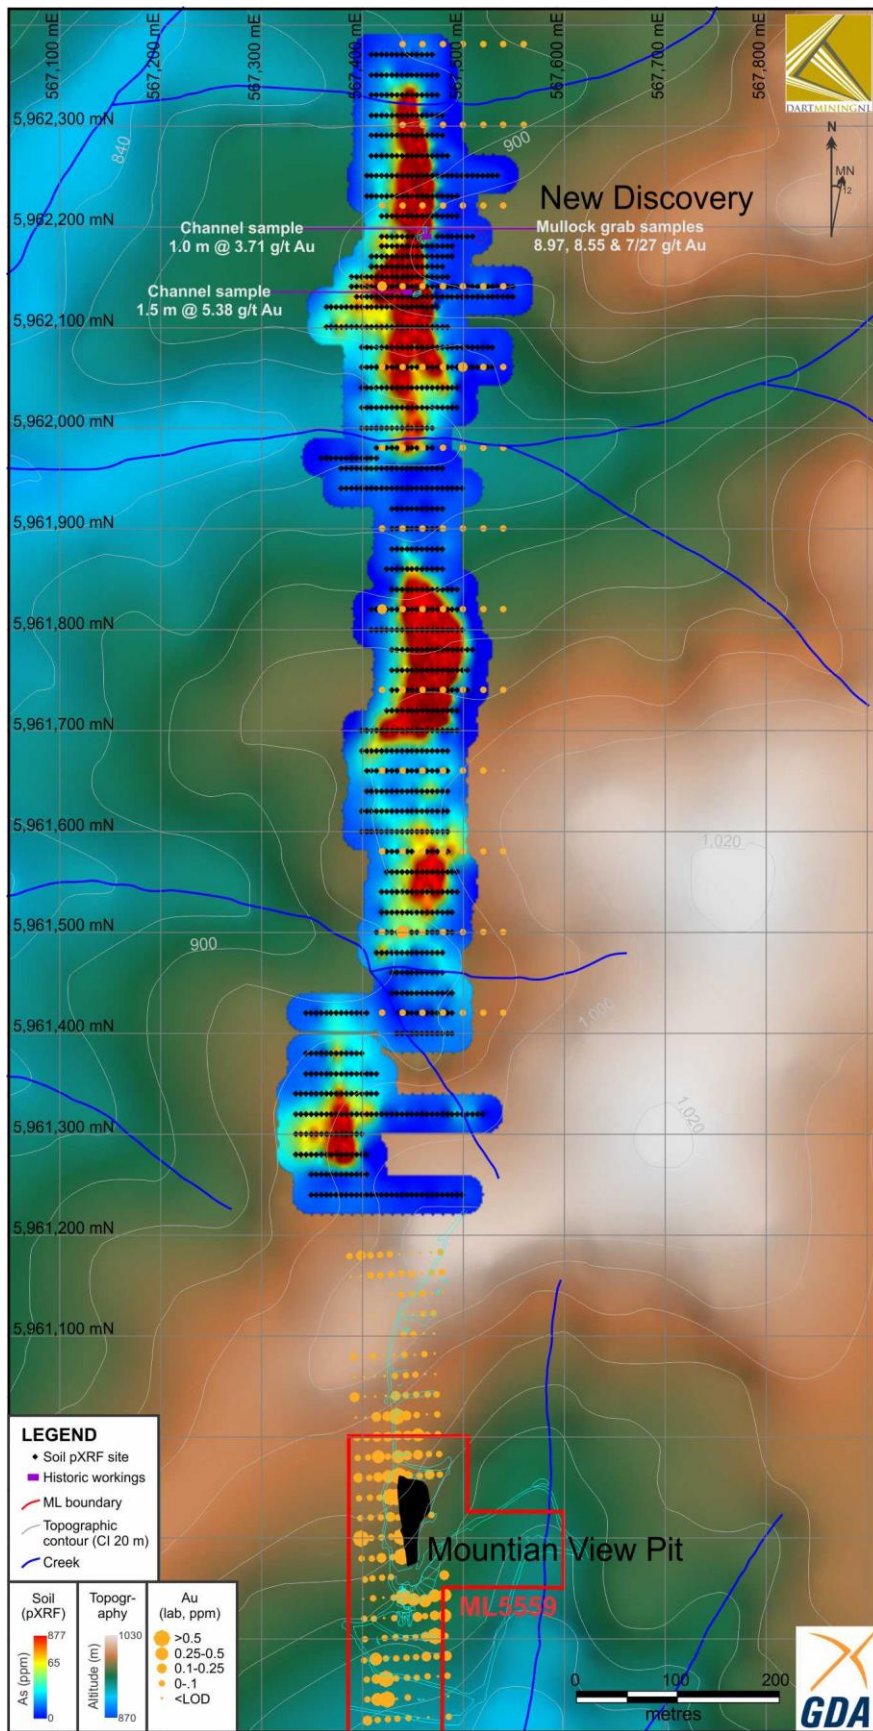 567,100 mE
567,200 mE
567,300 mE
567,400 mE
567,500 mE
567,600 mE
567,700 mE
567,800 mE
DARTMININGNL
N
MN
12
5,962,300 mN
840
900
New Discovery
5,962,200 mN
Channel sample
1.0 m @ 3.71 g/t Au
Mullock grab samples
8.97, 8.55 & 7/27 g/t Au
Channel sample
1.5 m @ 5.38 g/t Au
5,962,100 mN
5,962,000 mN
5,961,900 mN
5,961,800 mN
5,961,700 mN
5,961,600 mN
1,020
5,961,500 mN
900
5,961,400 mN
1,000
5,961,300 mN
1,020
5,961,200 mN
5,961,100 mN
LEGEND
Soil pXRF site
Historic workings
ML boundary
Topographic
contour (CI 20 m)
Creek
Mountian View Pit
ML5559
Soil
(pXRF)
877
65
0
As (ppm)
Topogr-
aphy
1030
870
Altitude (m)
Au
(lab, ppm)
>0.5
0.25-0.5
0.1-0.25
0-.1
<LOD
0 100 200
metres
GDA